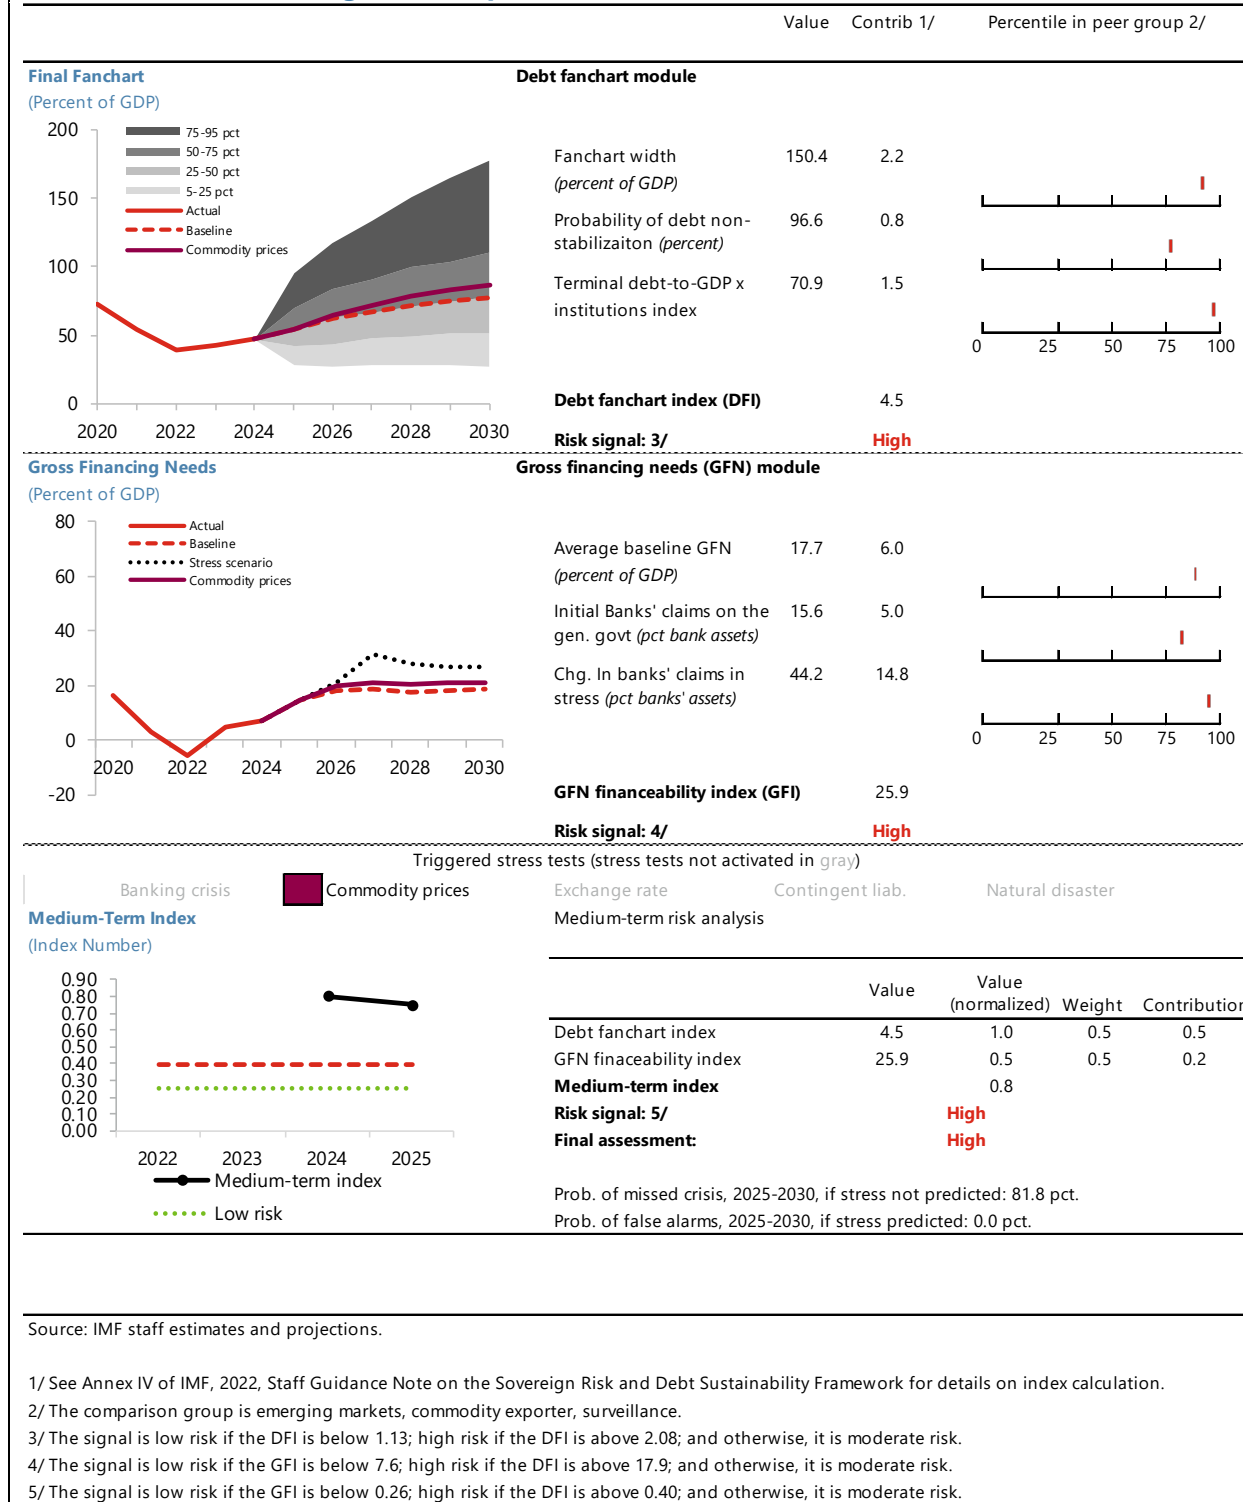 Value Contrib 1/ Percentile in peer group 2/
Final Fanchart
(Percent of GDP)
Debt fanchart module
200
150
100
50
0
75-95 pct
50-75 pct
25-50 pct
5-25 pct
Actual
Baseline
Commodity prices
2020 2022 2024 2026 2028 2030
Fanchart width 150.4 2.2
(percent of GDP)
Probability of debt non- 96.6 0.8
stabilizaiton (percent)
Terminal debt-to-GDP x 70.9 1.5
institutions index
0 25 50 75 100
Debt fanchart index (DFI) 4.5
Risk signal: 3/ High
Gross Financing Needs
(Percent of GDP)
Gross financing needs (GFN) module
80
60
40
20
0
-20
Actual
Baseline
Stress scenario
Commodity prices
2020 2022 2024 2026 2028 2030
Average baseline GFN 17.7 6.0
(percent of GDP)
Initial Banks' claims on the 15.6 5.0
gen. govt (pct bank assets)
Chg. In banks' claims in 44.2 14.8
stress (pct banks' assets)
0 25 50 75 100
GFN financeability index (GFI) 25.9
Risk signal: 4/ High
Triggered stress tests (stress tests not activated in gray)
Banking crisis Commodity prices Exchange rate Contingent liab. Natural disaster
Medium-Term Index
(Index Number)
Medium-term risk analysis
0.90
0.80
0.70
0.60
0.50
0.40
0.30
0.20
0.10
0.00
2022 2023 2024 2025
Medium-term index
Low risk
Value Value (normalized) Weight Contribution
Debt fanchart index 4.5 1.0 0.5 0.5
GFN finaceability index 25.9 0.5 0.5 0.2
Medium-term index 0.8
Risk signal: 5/ High
Final assessment: High
Prob. of missed crisis, 2025-2030, if stress not predicted: 81.8 pct.
Prob. of false alarms, 2025-2030, if stress predicted: 0.0 pct.
Source: IMF staff estimates and projections.
1/ See Annex IV of IMF, 2022, Staff Guidance Note on the Sovereign Risk and Debt Sustainability Framework for details on index calculation.
2/ The comparison group is emerging markets, commodity exporter, surveillance.
3/ The signal is low risk if the DFI is below 1.13; high risk if the DFI is above 2.08; and otherwise, it is moderate risk.
4/ The signal is low risk if the GFI is below 7.6; high risk if the DFI is above 17.9; and otherwise, it is moderate risk.
5/ The signal is low risk if the GFI is below 0.26; high risk if the DFI is above 0.40; and otherwise, it is moderate risk.